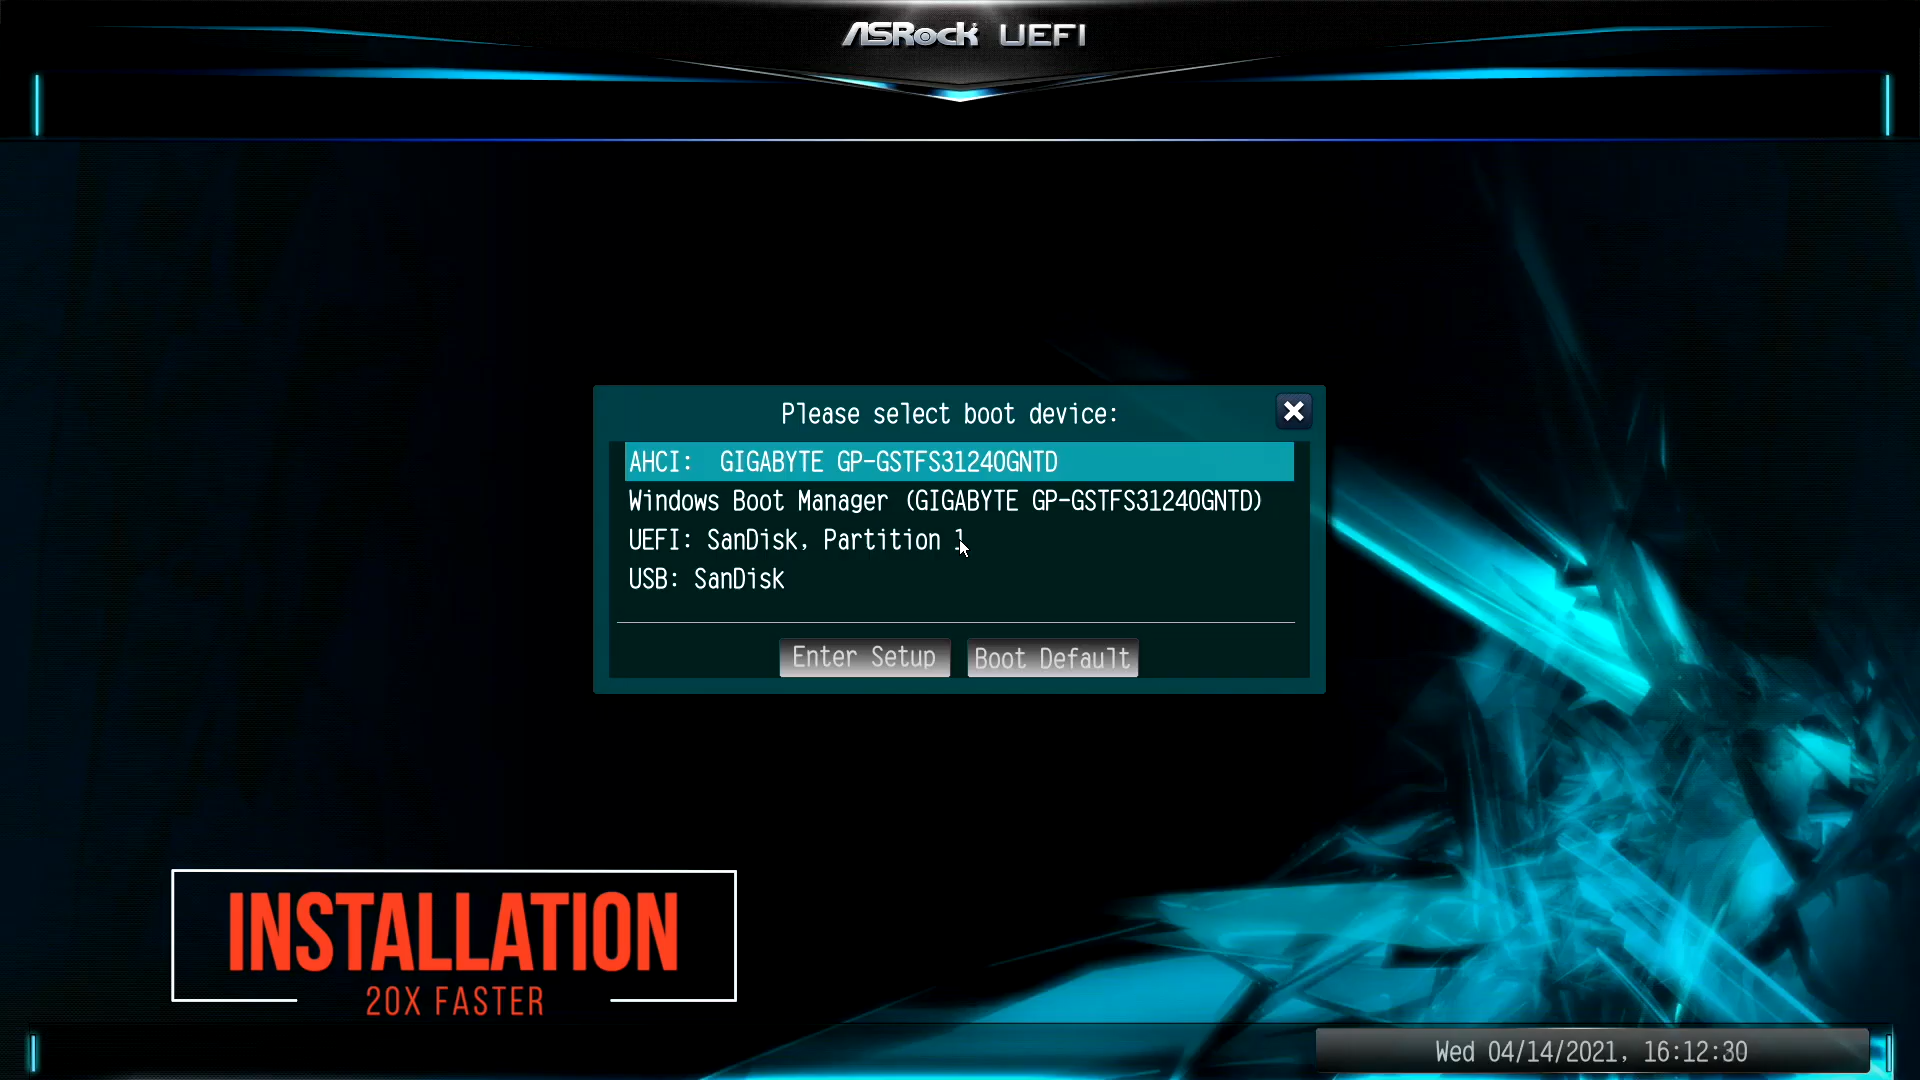 ASRock UEFI
Please select boot device:
AHCI: GIGABYTE GP-GSTFS31240GNTD
Windows Boot Manager (GIGABYTE GP-GSTFS31240GNTD)
UEFI: SanDisk, Partition 1
USB: SanDisk
Enter Setup
Boot Default
INSTALLATION
20X FASTER
Wed 04/14/2021, 16:12:30